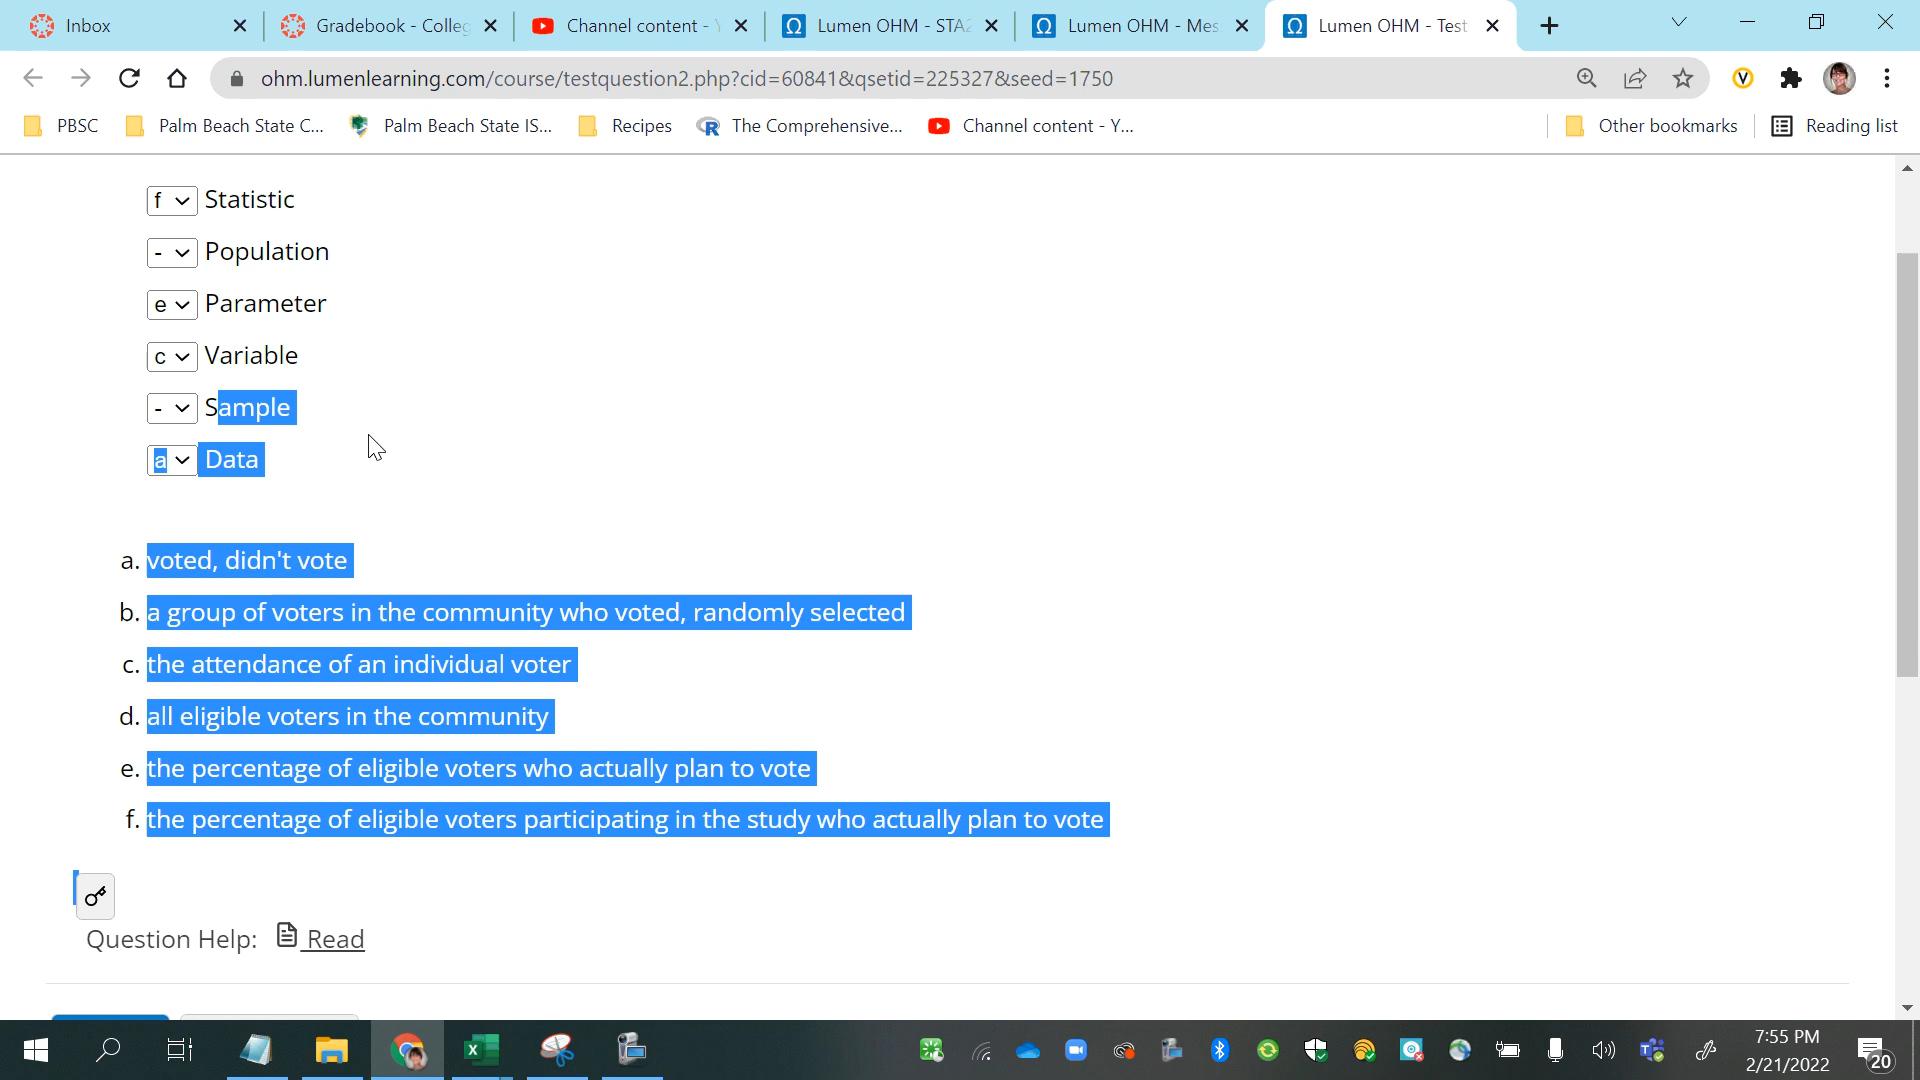 Inbox
Gradebook - Colleg
Channel content - Y
Lumen OHM - STA2
Lumen OHM - Mes
Lumen OHM - Test
ohm.lumenlearning.com/course/testquestion2.php?cid=60841&qsetid=225327&seed=1750
PBSC
Palm Beach State C...
Palm Beach State IS...
Recipes
The Comprehensive...
Channel content - Y...
Other bookmarks
Reading list
f Statistic
- Population
e Parameter
c Variable
- Sample
a Data
a. voted, didn't vote
b. a group of voters in the community who voted, randomly selected
c. the attendance of an individual voter
d. all eligible voters in the community
e. the percentage of eligible voters who actually plan to vote
f. the percentage of eligible voters participating in the study who actually plan to vote
Question Help: Read
7:55 PM
2/21/2022
20